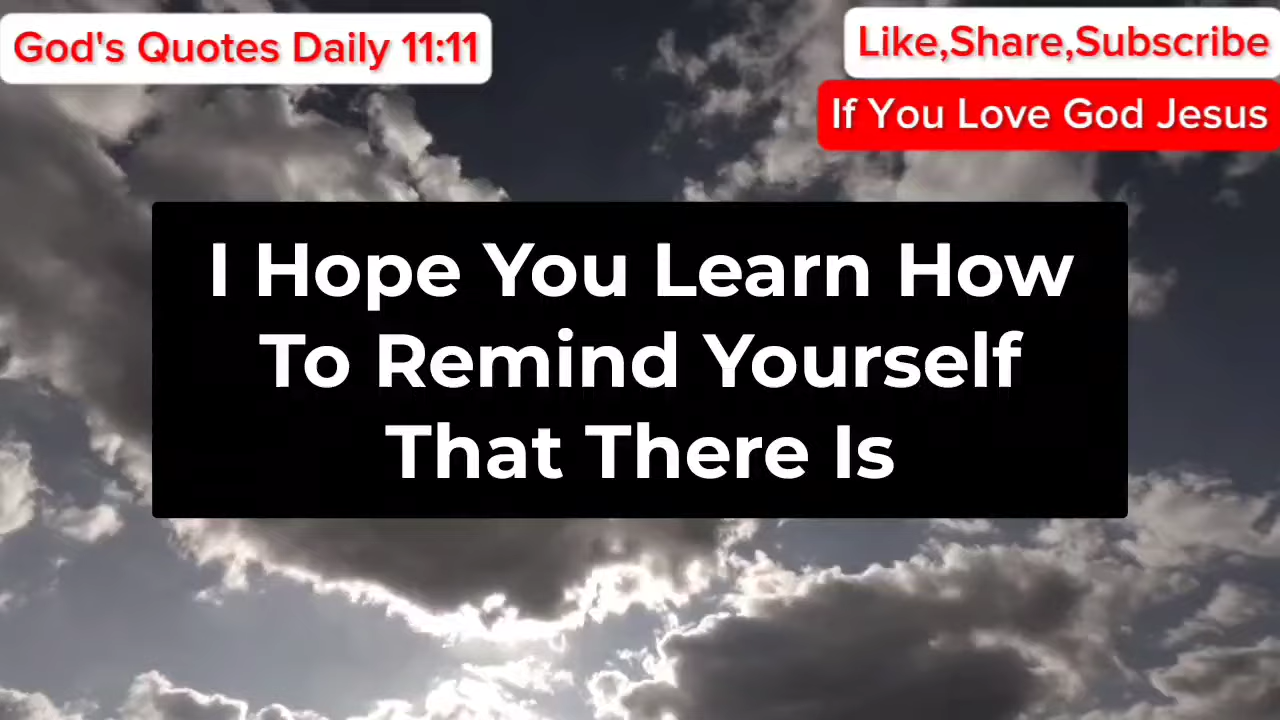 God's Quotes Daily 11:11
Like,Share,Subscribe
If You Love God Jesus
I Hope You Learn How
To Remind Yourself
That There Is